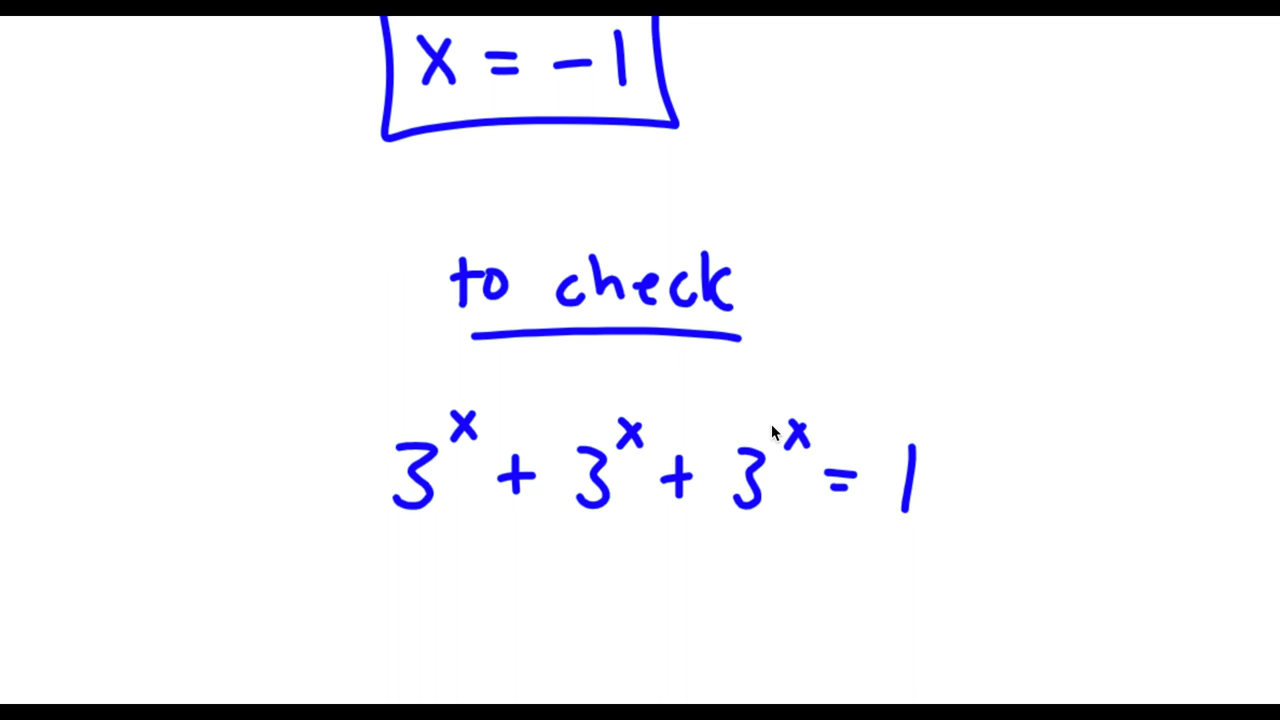 x = -1
to check
3^x + 3^x + 3^x = 1